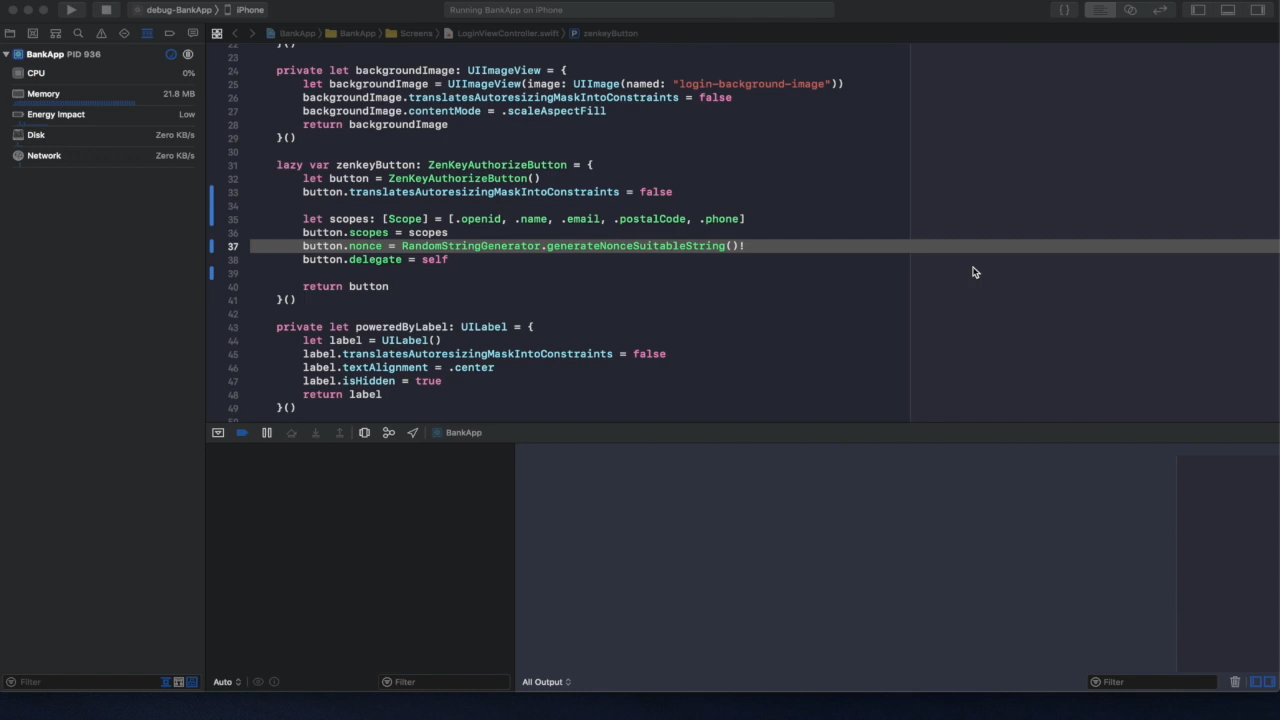 debug-BankApp
iPhone
Running BankApp on iPhone
BankApp
BankApp
Screens
LoginViewController.swift
P
zenkeyButton
BankApp PID 936
CPU
0%
Memory
21.8 MB
Energy Impact
Low
Disk
Zero KB/s
Network
Zero KB/s
22 }()
23
24 private let backgroundImage: UIImageView = {
25 let backgroundImage = UIImageView(image: UIImage(named: "login-background-image"))
26 backgroundImage.translatesAutoresizingMaskIntoConstraints = false
27 backgroundImage.contentMode = .scaleAspectFill
28 return backgroundImage
29 }()
30
31 lazy var zenkeyButton: ZenKeyAuthorizeButton = {
32 let button = ZenKeyAuthorizeButton()
33 button.translatesAutoresizingMaskIntoConstraints = false
34
35 let scopes: [Scope] = [.openid, .name, .email, .postalCode, .phone]
36 button.scopes = scopes
37 button.nonce = RandomStringGenerator.generateNonceSuitableString()!
38 button.delegate = self
39
40 return button
41 }()
42
43 private let poweredByLabel: UILabel = {
44 let label = UILabel()
45 label.translatesAutoresizingMaskIntoConstraints = false
46 label.textAlignment = .center
47 label.isHidden = true
48 return label
49 }()
BankApp
Filter
Auto
Filter
All Output
Filter